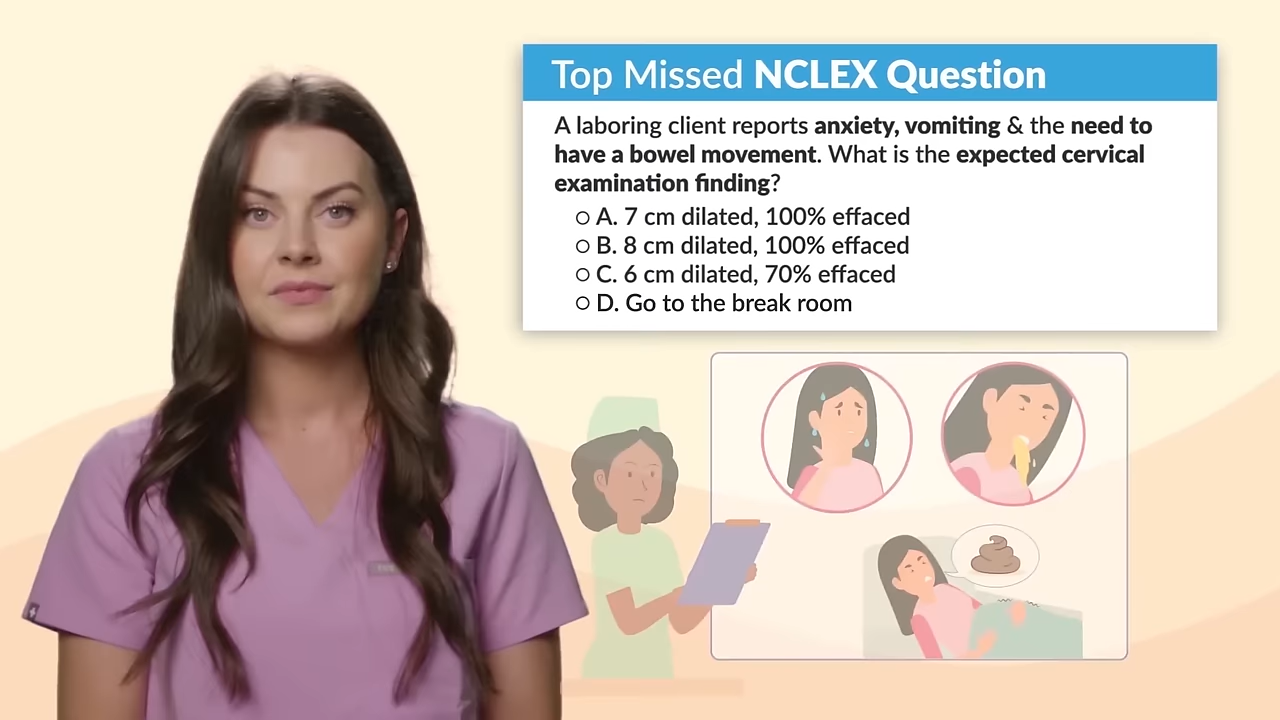 Top Missed NCLEX Question
A laboring client reports anxiety, vomiting & the need to
have a bowel movement. What is the expected cervical
examination finding?
A. 7 cm dilated, 100% effaced
B. 8 cm dilated, 100% effaced
C. 6 cm dilated, 70% effaced
D. Go to the break room